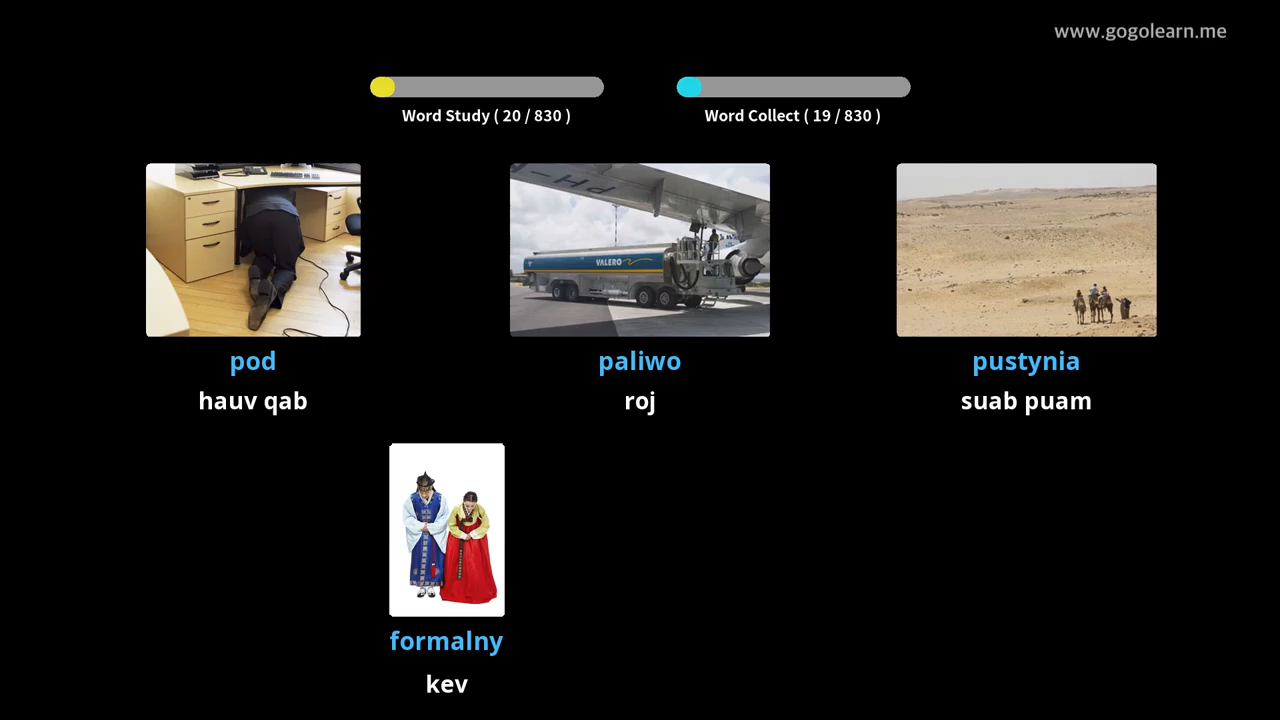 www.gogolearn.me
Word Study ( 20 / 830 )
Word Collect ( 19 / 830 )
VALERO
pod
paliwo
pustynia
hauv qab
roj
suab puam
formalny
kev